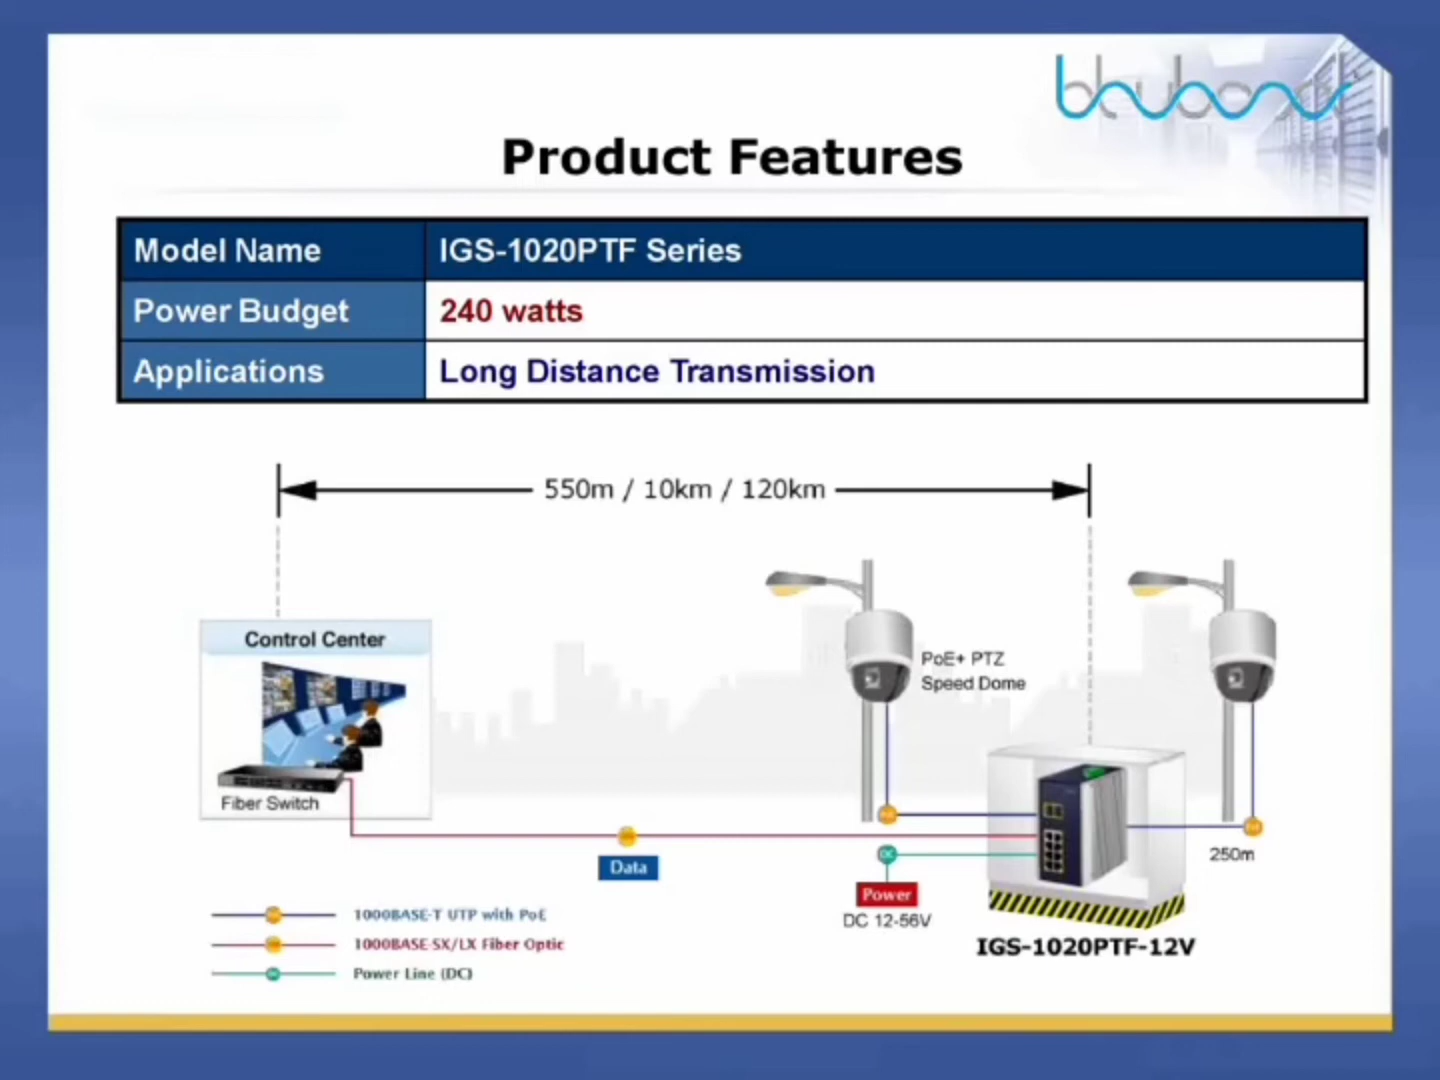 Product Features
Model Name IGS-1020PTF Series
Power Budget 240 watts
Applications Long Distance Transmission
550m / 10km / 120km
Control Center
Fiber Switch
PoE+ PTZ
Speed Dome
250m
Data
Power
DC 12-56V
IGS-1020PTF-12V
1000BASE-T UTP with PoE
1000BASE-SX/LX Fiber Optic
Power Line (DC)